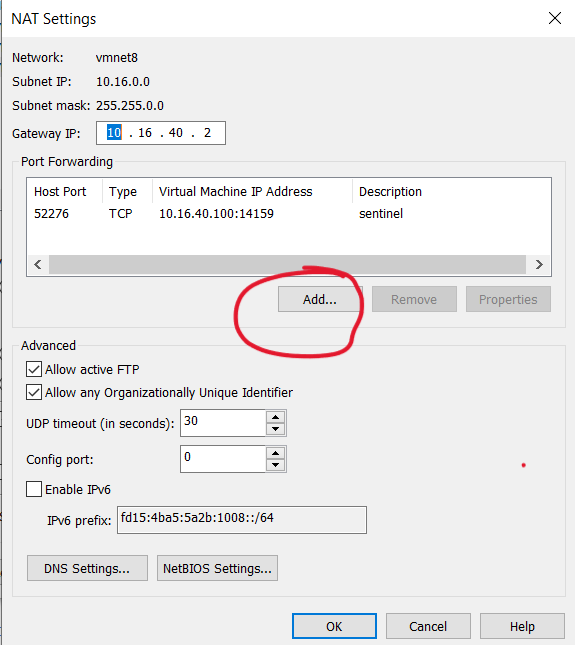 NAT Settings
Network: vmnet8
Subnet IP: 10.16.0.0
Subnet mask: 255.255.0.0
Gateway IP: 10 . 16 . 40 . 2
Port Forwarding
Host Port Type Virtual Machine IP Address Description
52276 TCP 10.16.40.100:14159 sentinel
Add... Remove Properties
Advanced
Allow active FTP
Allow any Organizationally Unique Identifier
UDP timeout (in seconds): 30
Config port: 0
Enable IPv6
IPv6 prefix: fd15:4ba5:5a2b:1008::/64
DNS Settings... NetBIOS Settings...
OK Cancel Help